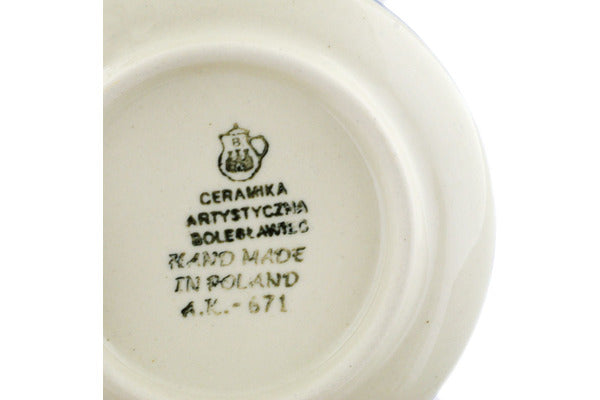 B
CERAMIKA
ARTYSTYCZNA
BOLESŁAWIEC
HAND MADE
IN POLAND
A.K.-671